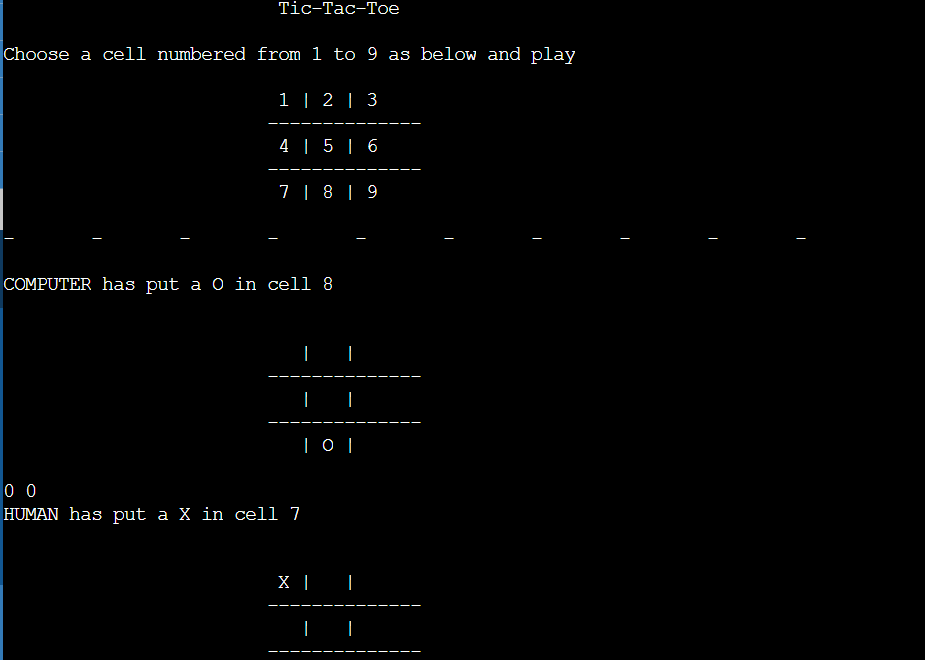 Tic-Tac-Toe
Choose a cell numbered from 1 to 9 as below and play
1 | 2 | 3
--------------
4 | 5 | 6
--------------
7 | 8 | 9
- - - - - - - - - -
COMPUTER has put a O in cell 8
| |
--------------
| |
--------------
| O |
0 0
HUMAN has put a X in cell 7
X | |
--------------
| |
--------------